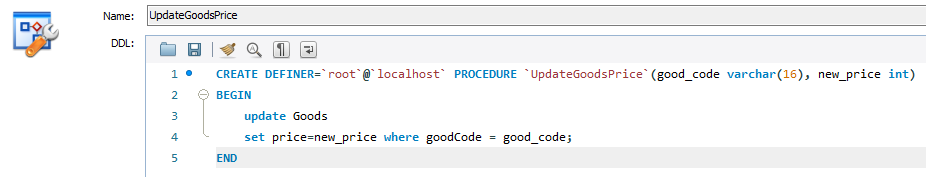 Name: UpdateGoodsPrice
DDL:
1 CREATE DEFINER=`root`@`localhost` PROCEDURE `UpdateGoodsPrice`(good_code varchar(16), new_price int)
2 BEGIN
3 update Goods
4 set price=new_price where goodCode = good_code;
5 END